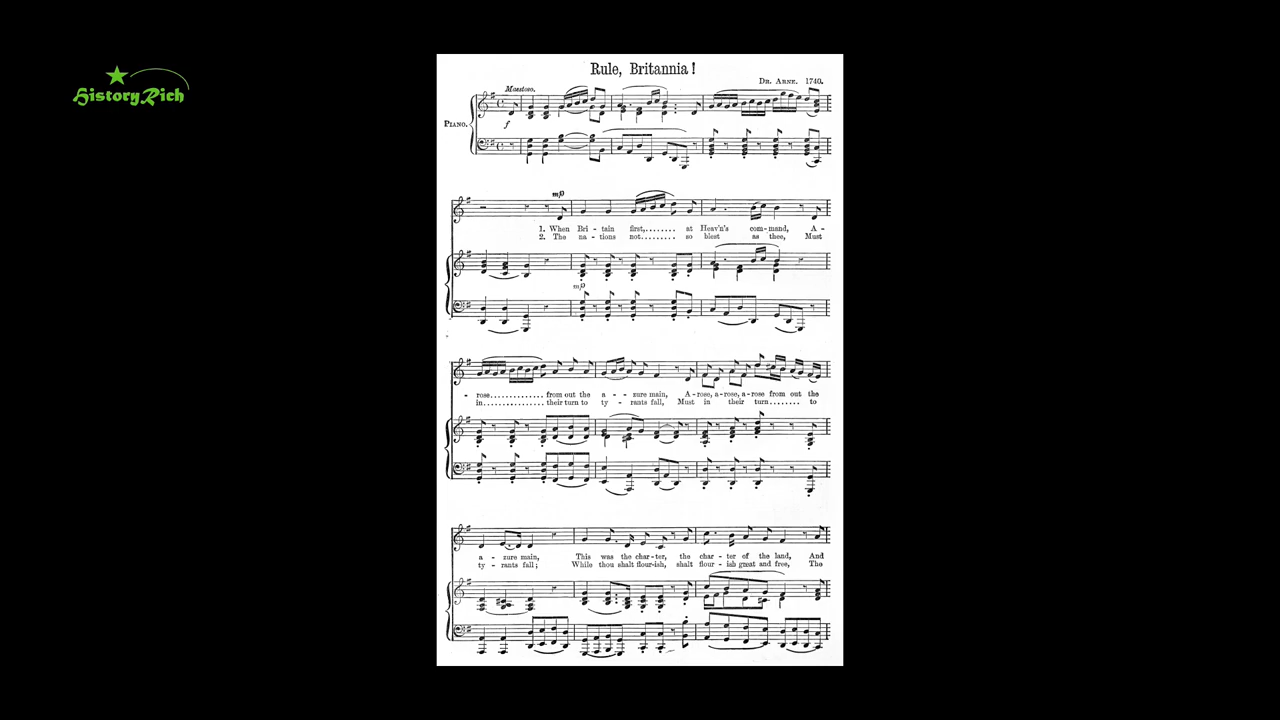 HistoryRich
Rule, Britannia!
DR. ARNE. 1740.
Maestoso.
PIANO.
f
mp
1. When Bri - tain first,........ at Heav'n's com-mand, A -
2. The na - tions not......... so blest as thee, Must
mp
- rose.............. from out the a - - zure main, A-rose, a-rose, a-rose from out the
in................ their turn to ty - rants fall, Must in their turn........ to
a - zure main, This was the char-ter, the char - ter of the land, And
ty - rants fall; While thou shalt flour-ish, shalt flour - ish great and free, The